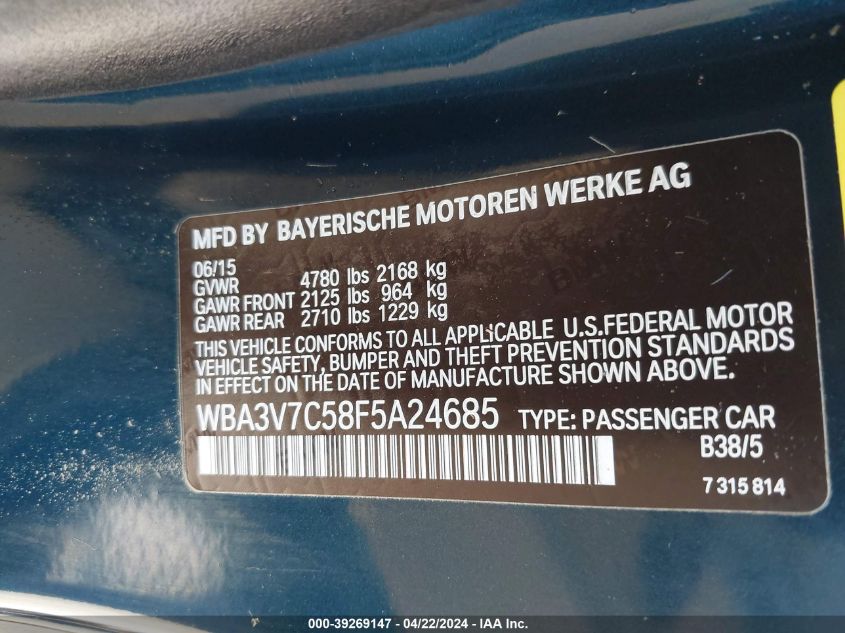 MFD BY BAYERISCHE MOTOREN WERKE AG
06/15
GVWR 4780 lbs 2168 kg
GAWR FRONT 2125 lbs 964 kg
GAWR REAR 2710 lbs 1229 kg
THIS VEHICLE CONFORMS TO ALL APPLICABLE U.S.FEDERAL MOTOR
VEHICLE SAFETY, BUMPER AND THEFT PREVENTION STANDARDS
IN EFFECT ON THE DATE OF MANUFACTURE SHOWN ABOVE.
WBA3V7C58F5A24685 TYPE: PASSENGER CAR
B38/5
7 315 814
000-39269147 - 04/22/2024 - IAA, Inc.